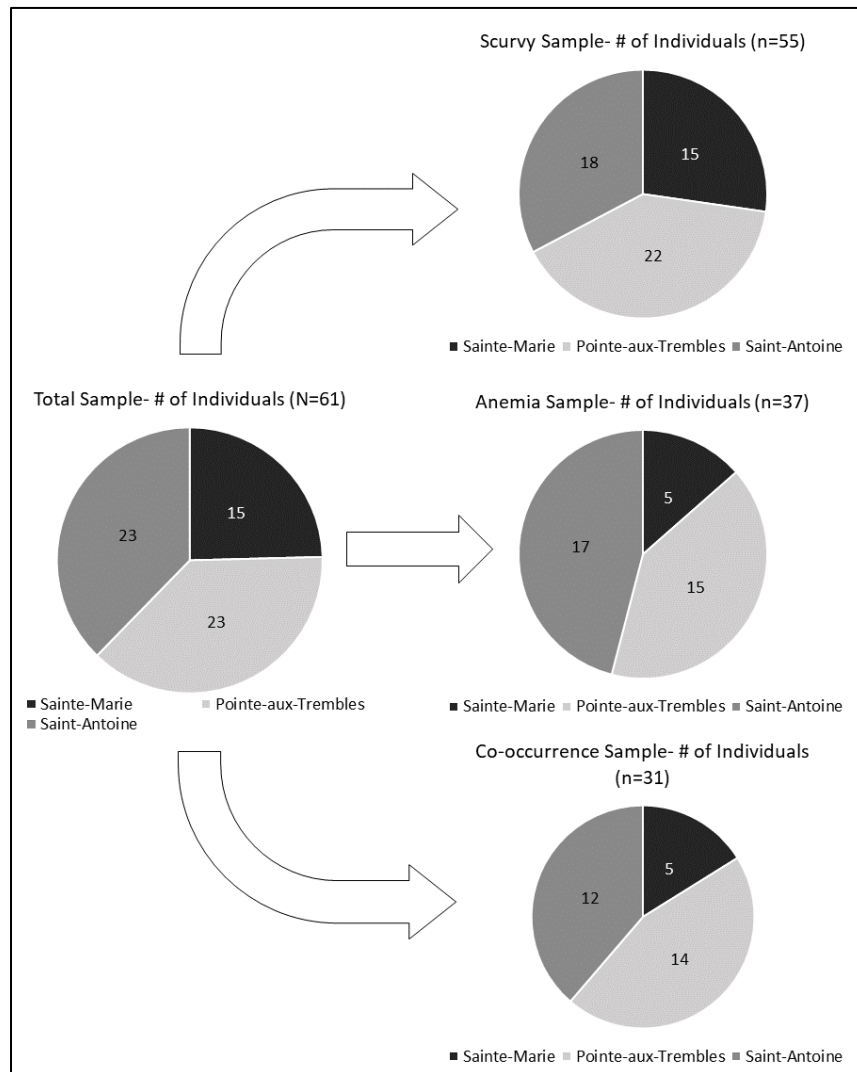 Scurvy Sample- # of Individuals (n=55)
18
15
22
■ Sainte-Marie ■ Pointe-aux-Trembles ■ Saint-Antoine
Total Sample- # of Individuals (N=61)
23
15
23
■ Sainte-Marie ■ Pointe-aux-Trembles
■ Saint-Antoine
Anemia Sample- # of Individuals (n=37)
5
17
15
■ Sainte-Marie ■ Pointe-aux-Trembles ■ Saint-Antoine
Co-occurrence Sample- # of Individuals
(n=31)
5
12
14
■ Sainte-Marie ■ Pointe-aux-Trembles ■ Saint-Antoine